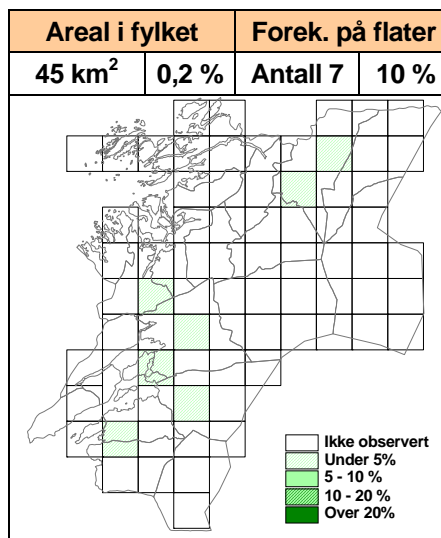 Areal i fylket Forek. på flater
45 km² 0,2 % Antall 7 10 %
Ikke observert
Under 5%
5 - 10 %
10 - 20 %
Over 20%